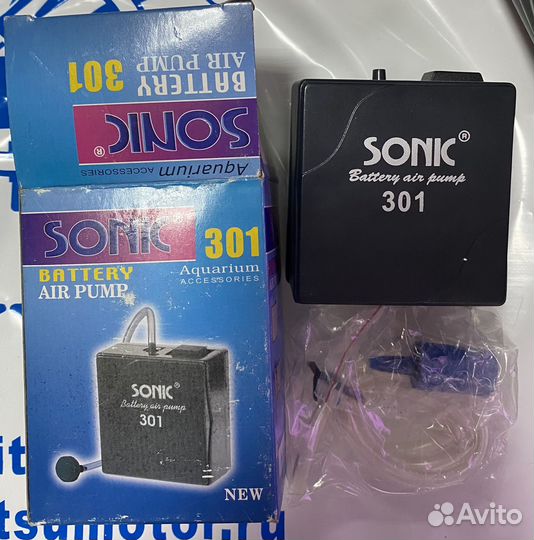 BATTERY
AIR PUMP
301
SONIC®
Aquarium
ACCESSORIES
SONIC
301
BATTERY
AIR PUMP
Aquarium
ACCESSORIES
SONIC®
Battery air pump
301
NEW
SONIC®
Battery air pump
301
Avito